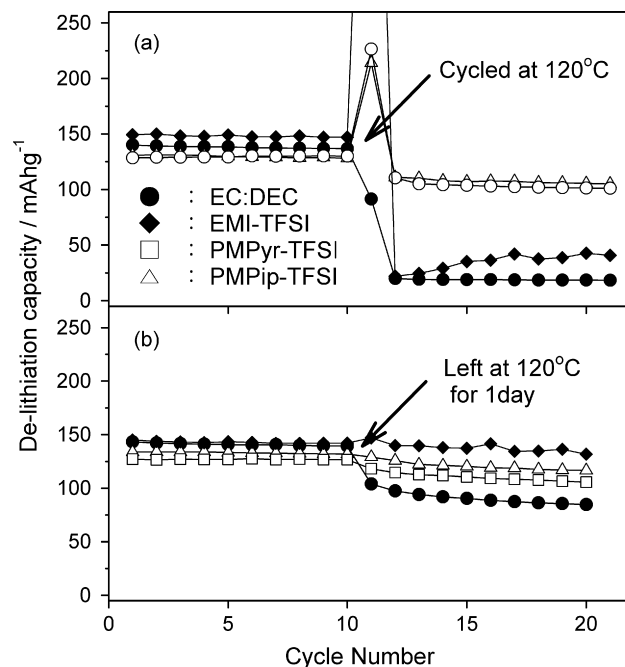 (a)
Cycled at 120°C
● : EC:DEC
◆ : EMI-TFSI
□ : PMPyr-TFSI
△ : PMPip-TFSI
250
200
150
100
50
0
De-lithiation capacity / mAhg⁻¹
(b)
Left at 120°C
for 1day
250
200
150
100
50
0
0 5 10 15 20
Cycle Number